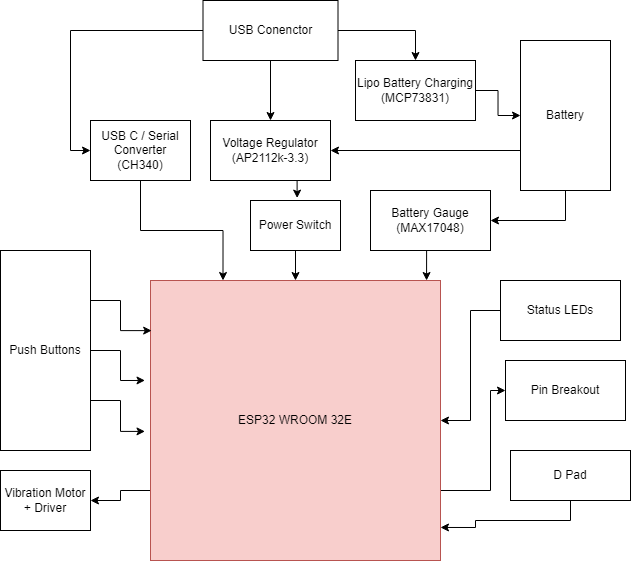 USB Conenctor
Lipo Battery Charging
(MCP73831)
Battery
USB C / Serial
Converter
(CH340)
Voltage Regulator
(AP2112k-3.3)
Power Switch
Battery Gauge
(MAX17048)
Push Buttons
Status LEDs
ESP32 WROOM 32E
Pin Breakout
D Pad
Vibration Motor
+ Driver